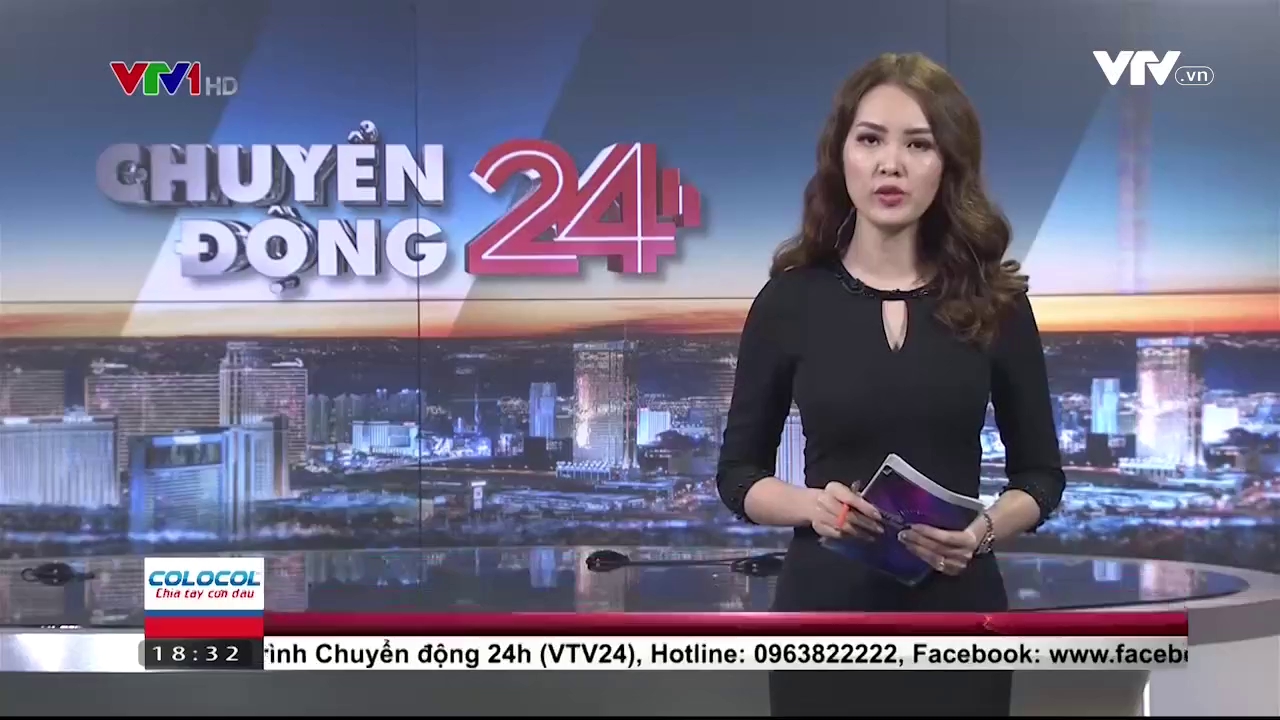 VTV1 HD
VTV.vn
CHUYỂN
ĐỘNG 24h
COLOCOL
Chia tay cơn đau
18:32
rình Chuyển động 24h (VTV24), Hotline: 0963822222, Facebook: www.facebo